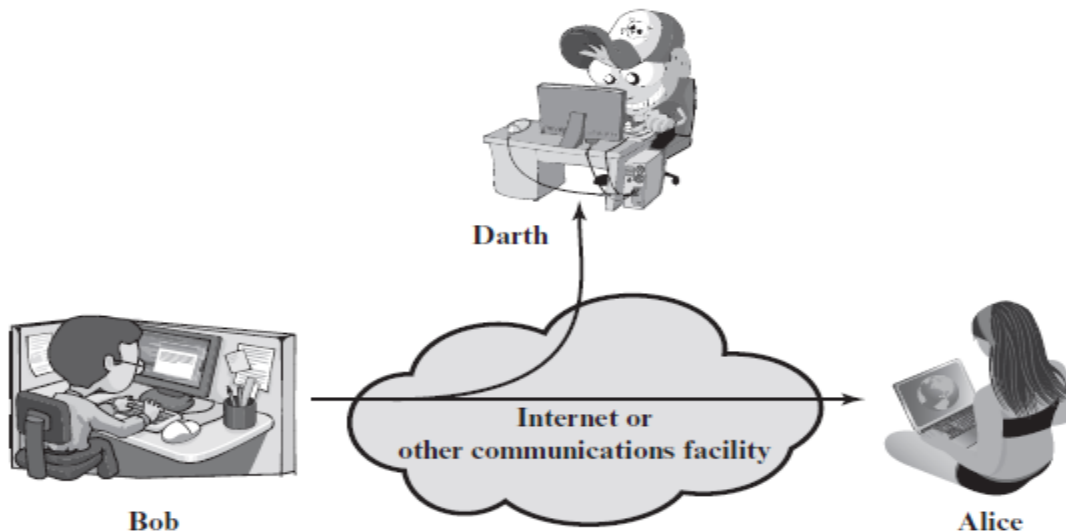 Darth
Internet or
other communications facility
Bob
Alice